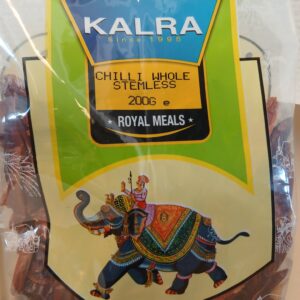 KALRA
Since 1995
CHILLI WHOLE
STEMLESS
200G e
★ ROYAL MEALS ★